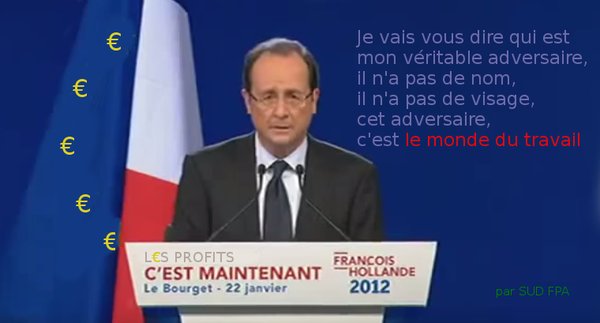 €
€
€
€
€
Je vais vous dire qui est
mon véritable adversaire,
il n'a pas de nom,
il n'a pas de visage,
cet adversaire,
c'est le monde du travail
L€S PROFITS
C'EST MAINTENANT
Le Bourget - 22 janvier
FRANÇOIS
HOLLANDE
2012
par SUD FPA